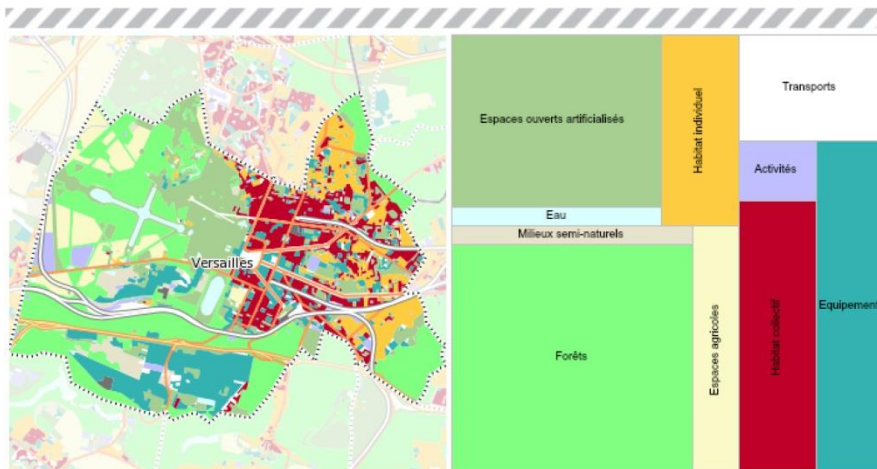 Versailles
Espaces ouverts artificialisés
Habitat individuel
Transports
Activités
Eau
Milieux semi-naturels
Forêts
Espaces agricoles
Habitat collectif
Equipement